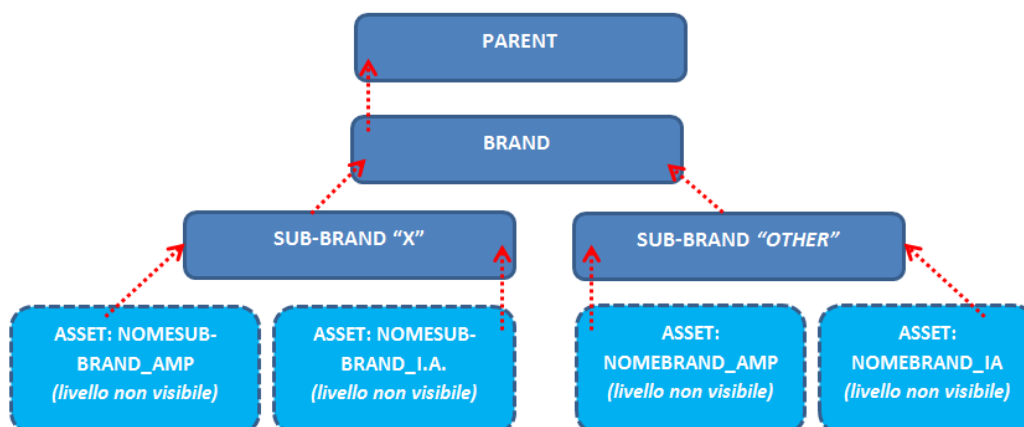 PARENT
BRAND
SUB-BRAND “X”
SUB-BRAND “OTHER”
ASSET: NOMESUB-
BRAND_AMP
(livello non visibile)
ASSET: NOMESUB-
BRAND_I.A.
(livello non visibile)
ASSET:
NOMEBRAND_AMP
(livello non visibile)
ASSET:
NOMEBRAND_IA
(livello non visibile)